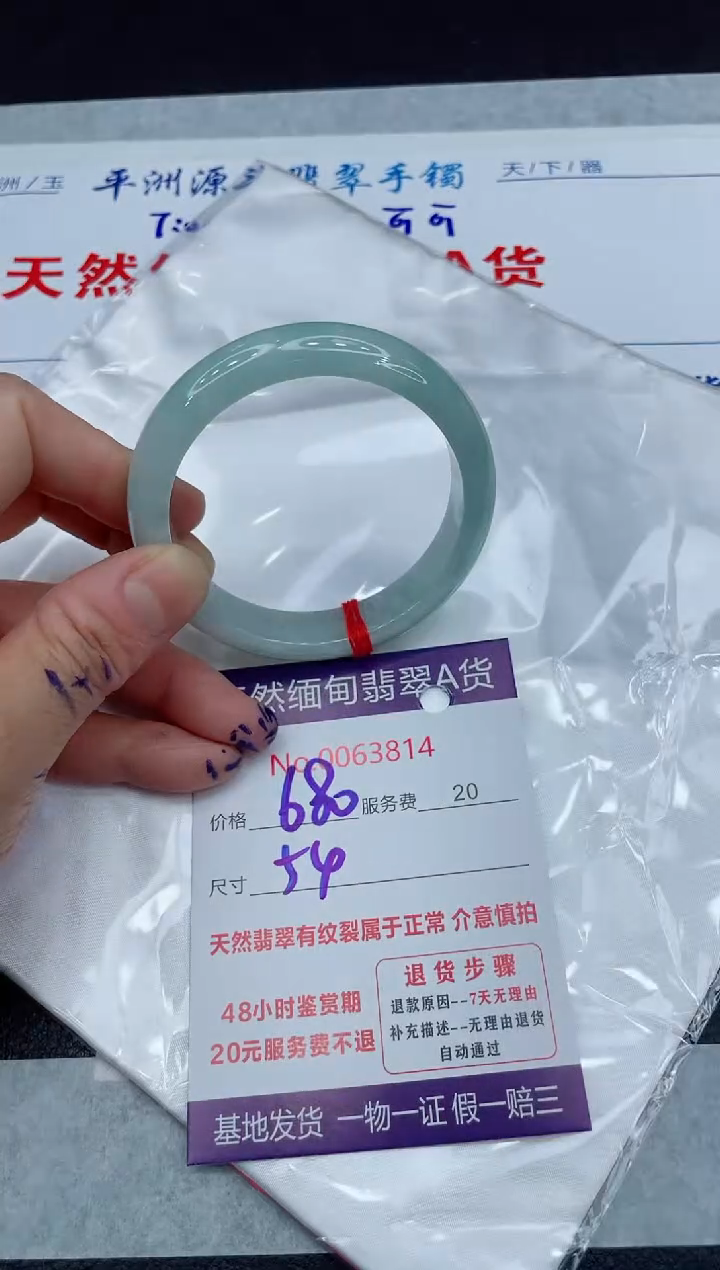 洲/玉 平洲源 翡翠手镯 天/下/器
天然 A货
天然缅甸翡翠A货
No.0063814
价格 680 服务费 20
尺寸 54
天然翡翠有纹裂属于正常 介意慎拍
48小时鉴赏期
20元服务费不退
退货步骤
退款原因--7天无理由
补充描述--无理由退货
自动通过
基地发货 一物一证 假一赔三